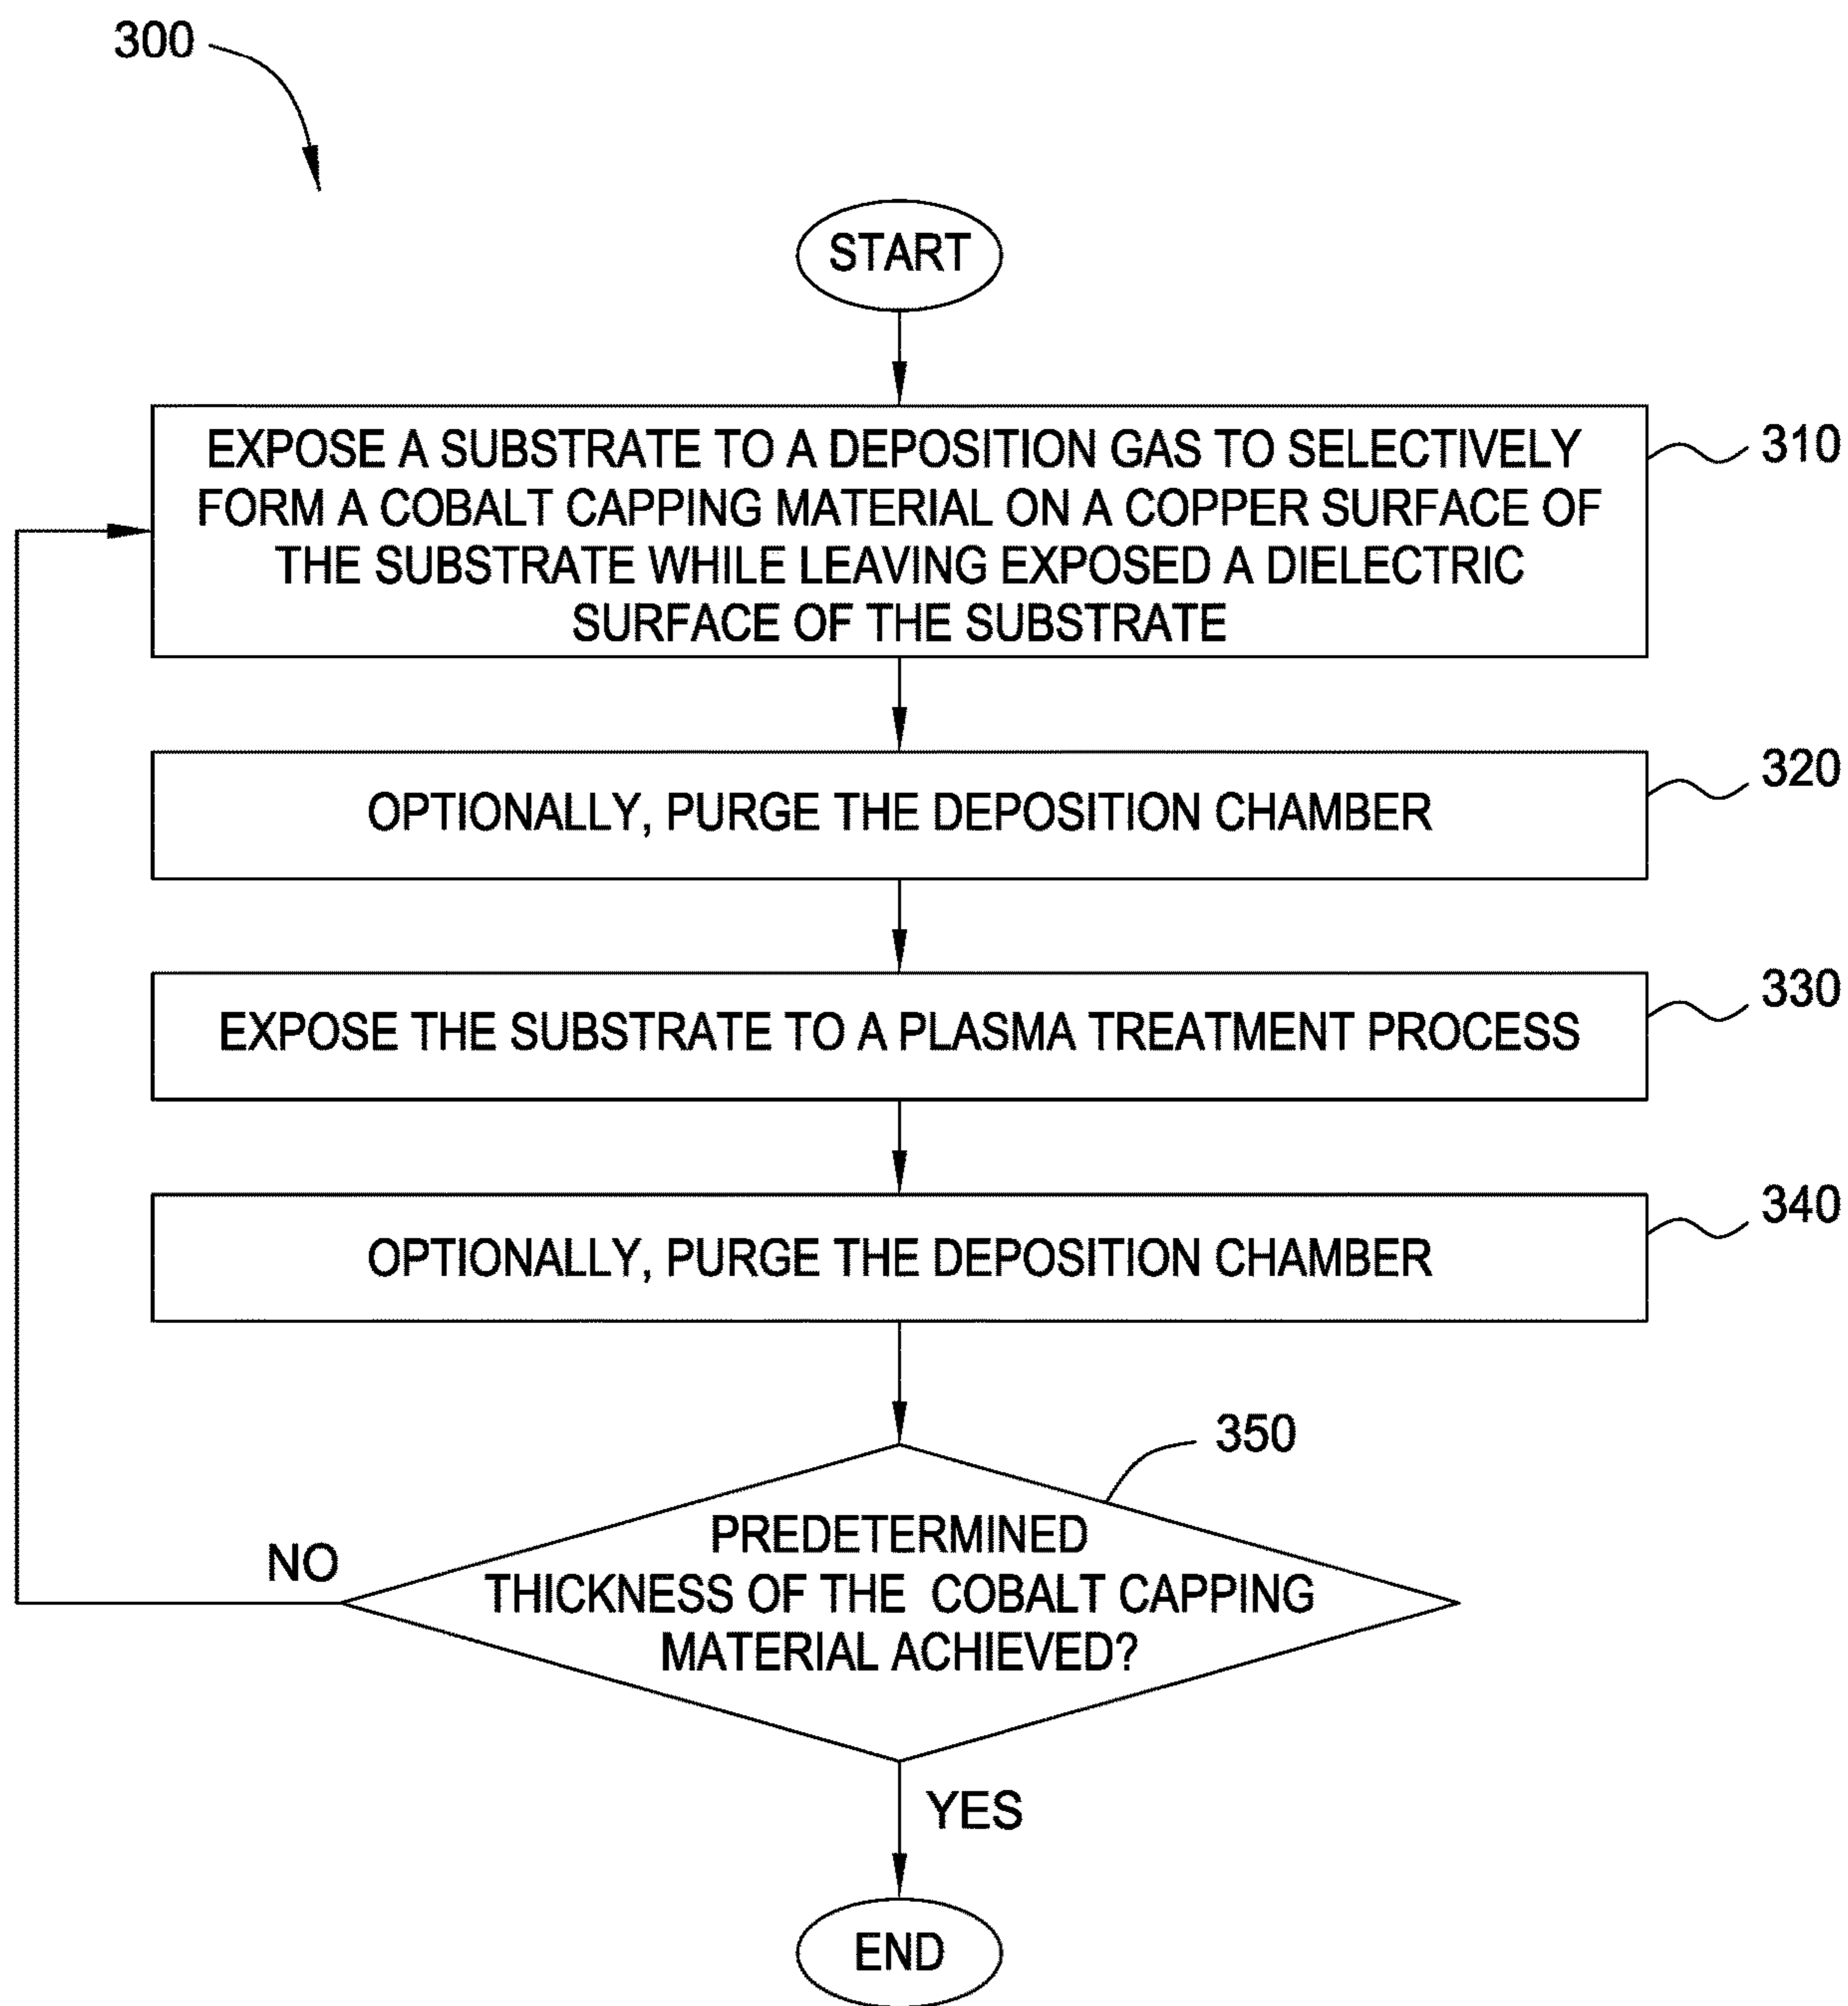 300
START
EXPOSE A SUBSTRATE TO A DEPOSITION GAS TO SELECTIVELY
FORM A COBALT CAPPING MATERIAL ON A COPPER SURFACE OF
THE SUBSTRATE WHILE LEAVING EXPOSED A DIELECTRIC
SURFACE OF THE SUBSTRATE
310
OPTIONALLY, PURGE THE DEPOSITION CHAMBER
320
EXPOSE THE SUBSTRATE TO A PLASMA TREATMENT PROCESS
330
OPTIONALLY, PURGE THE DEPOSITION CHAMBER
340
350
PREDETERMINED
THICKNESS OF THE COBALT CAPPING
MATERIAL ACHIEVED?
NO
YES
END